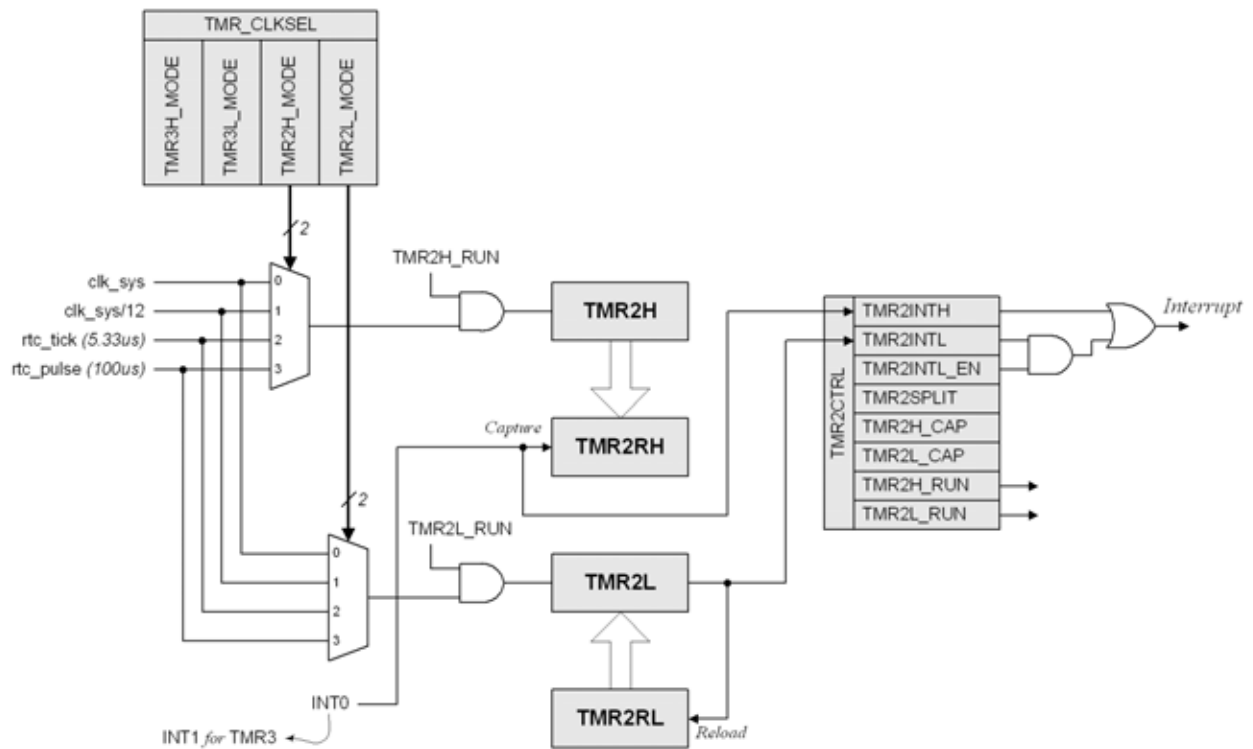 TMR_CLKSEL
TMR3H_MODE
TMR3L_MODE
TMR2H_MODE
TMR2L_MODE
2
TMR2H_RUN
clk_sys
clk_sys/12
rtc_tick (5.33us)
rtc_pulse (100us)
0
1
2
3
TMR2H
Capture
TMR2RH
TMR2CTRL
TMR2INTH
TMR2INTL
TMR2INTL_EN
TMR2SPLIT
TMR2H_CAP
TMR2L_CAP
TMR2H_RUN
TMR2L_RUN
Interrupt
2
TMR2L_RUN
0
1
2
3
TMR2L
INT0
INT1 for TMR3
TMR2RL
Reload